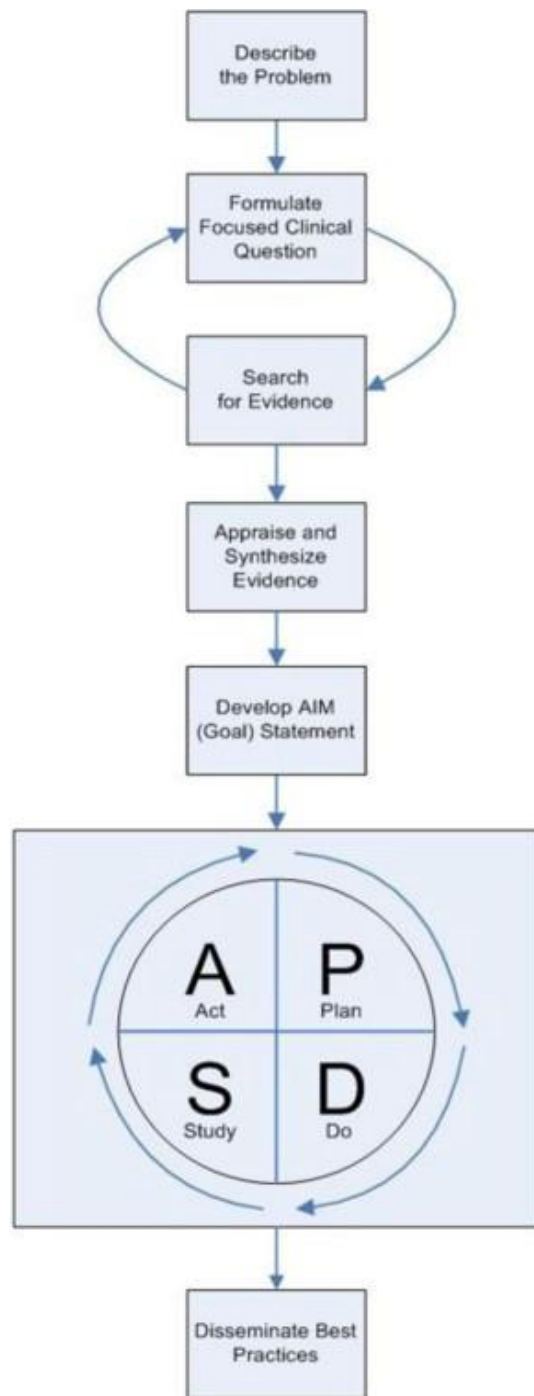 Describe
the Problem
Formulate
Focused Clinical
Question
Search
for Evidence
Appraise and
Synthesize
Evidence
Develop AIM
(Goal) Statement
A
Act
P
Plan
S
Study
D
Do
Disseminate Best
Practices